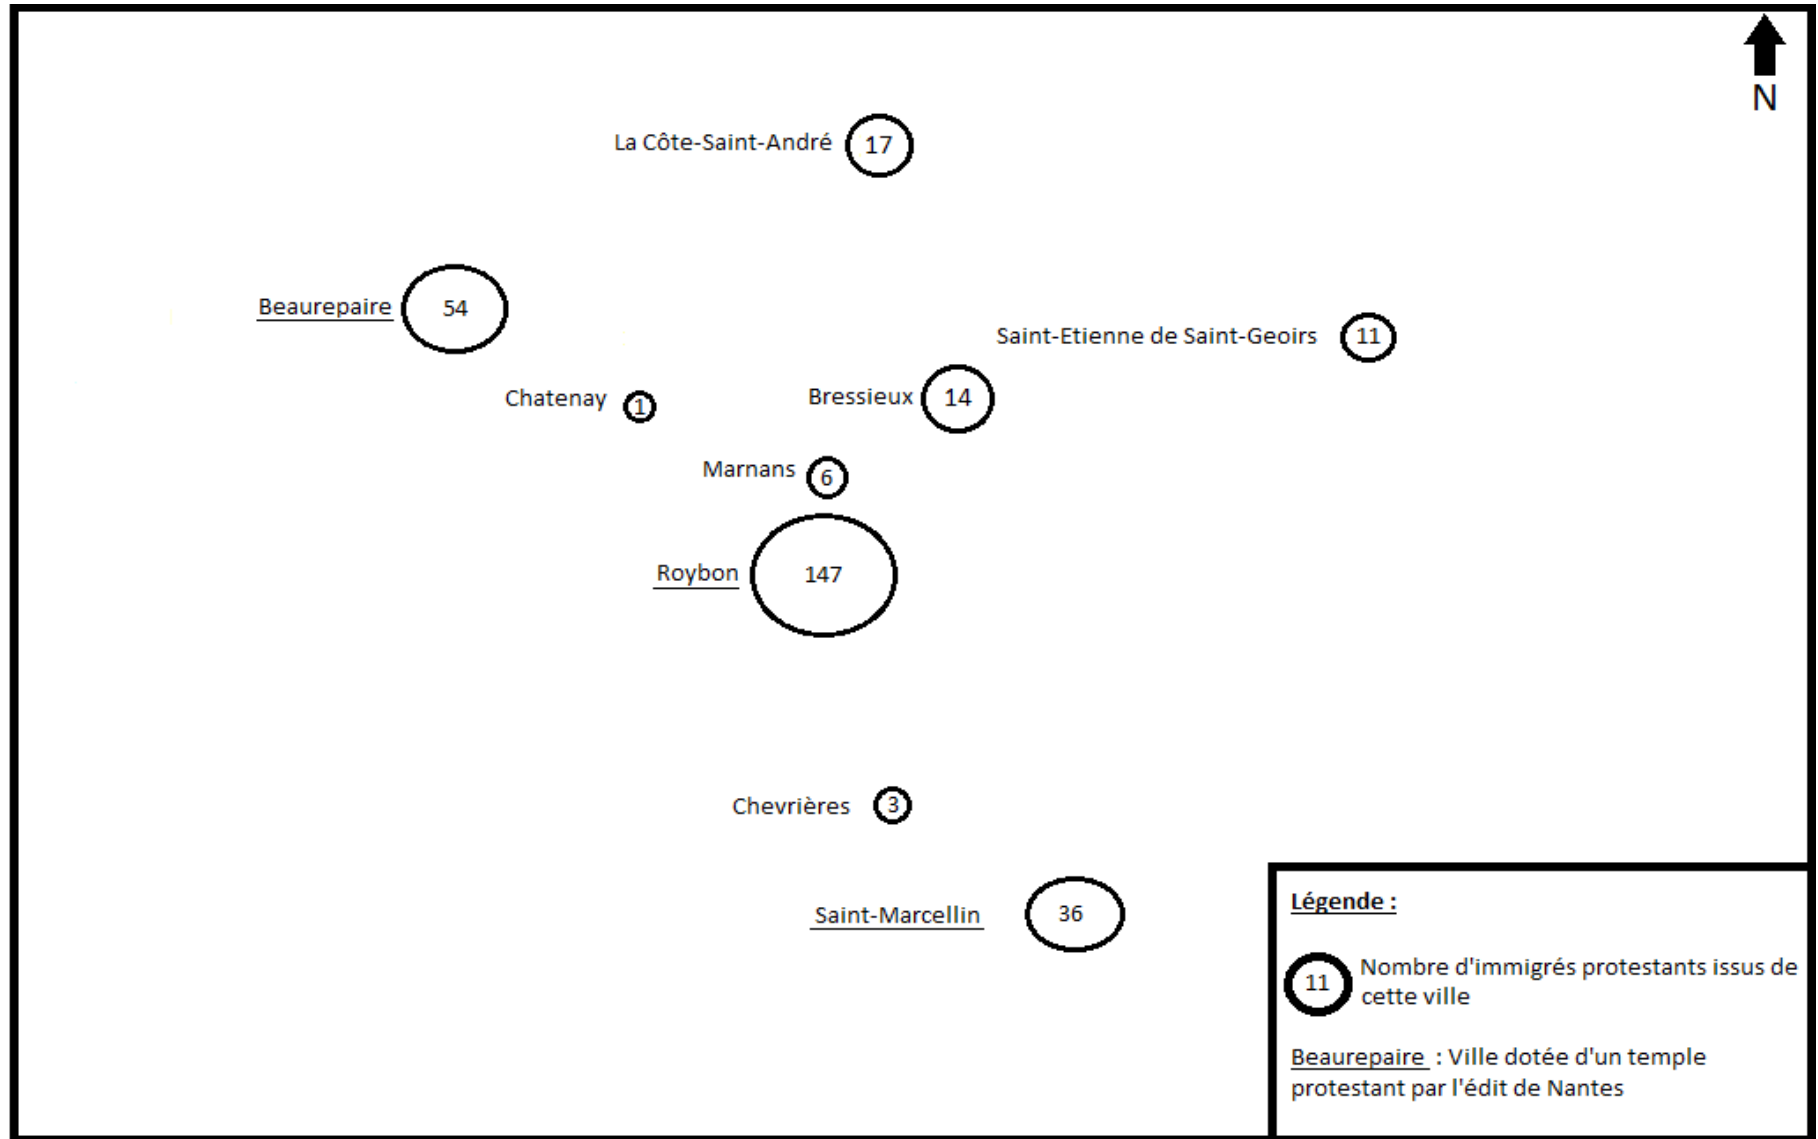 N
La Côte-Saint-André 17
Beaurepaire 54
Saint-Etienne de Saint-Geoirs 11
Chatenay 1
Bressieux 14
Marnans 6
Roybon 147
Chevrières 3
Saint-Marcellin 36
Légende :
11 Nombre d'immigrés protestants issus de
cette ville
Beaurepaire : Ville dotée d'un temple
protestant par l'édit de Nantes